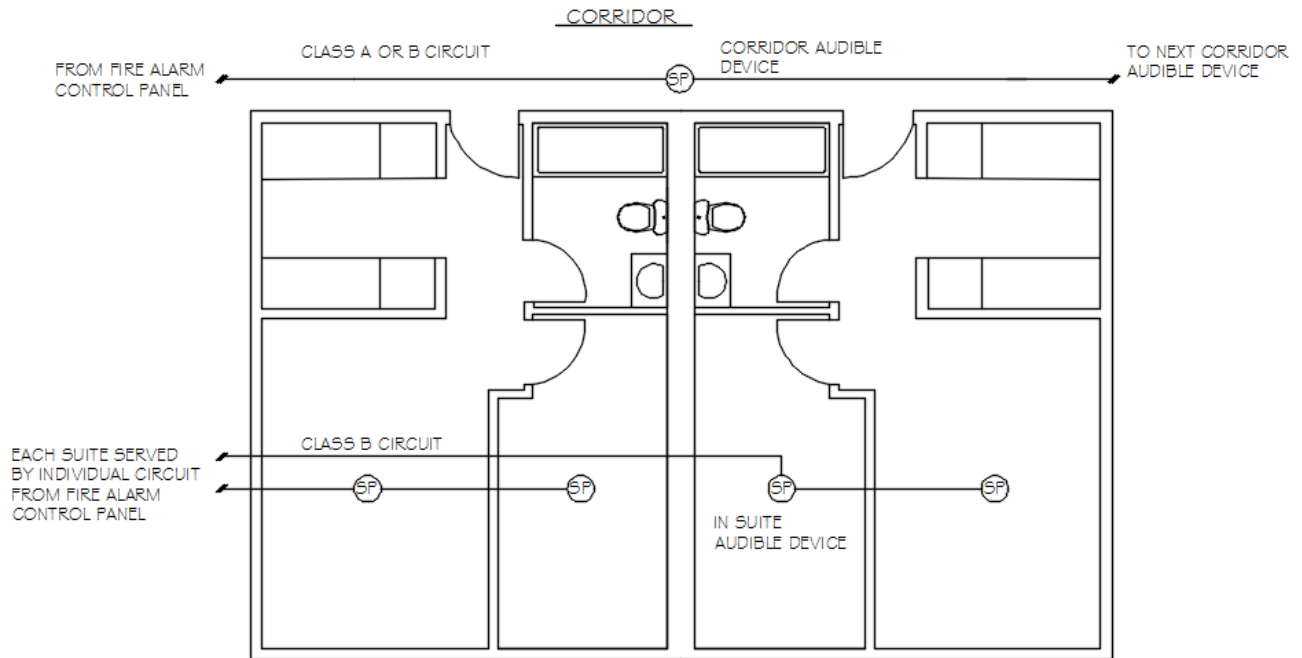 CORRIDOR
CLASS A OR B CIRCUIT
CORRIDOR AUDIBLE
DEVICE
TO NEXT CORRIDOR
AUDIBLE DEVICE
FROM FIRE ALARM
CONTROL PANEL
SP
EACH SUITE SERVED
BY INDIVIDUAL CIRCUIT
FROM FIRE ALARM
CONTROL PANEL
CLASS B CIRCUIT
SP
SP
SP
SP
IN SUITE
AUDIBLE DEVICE